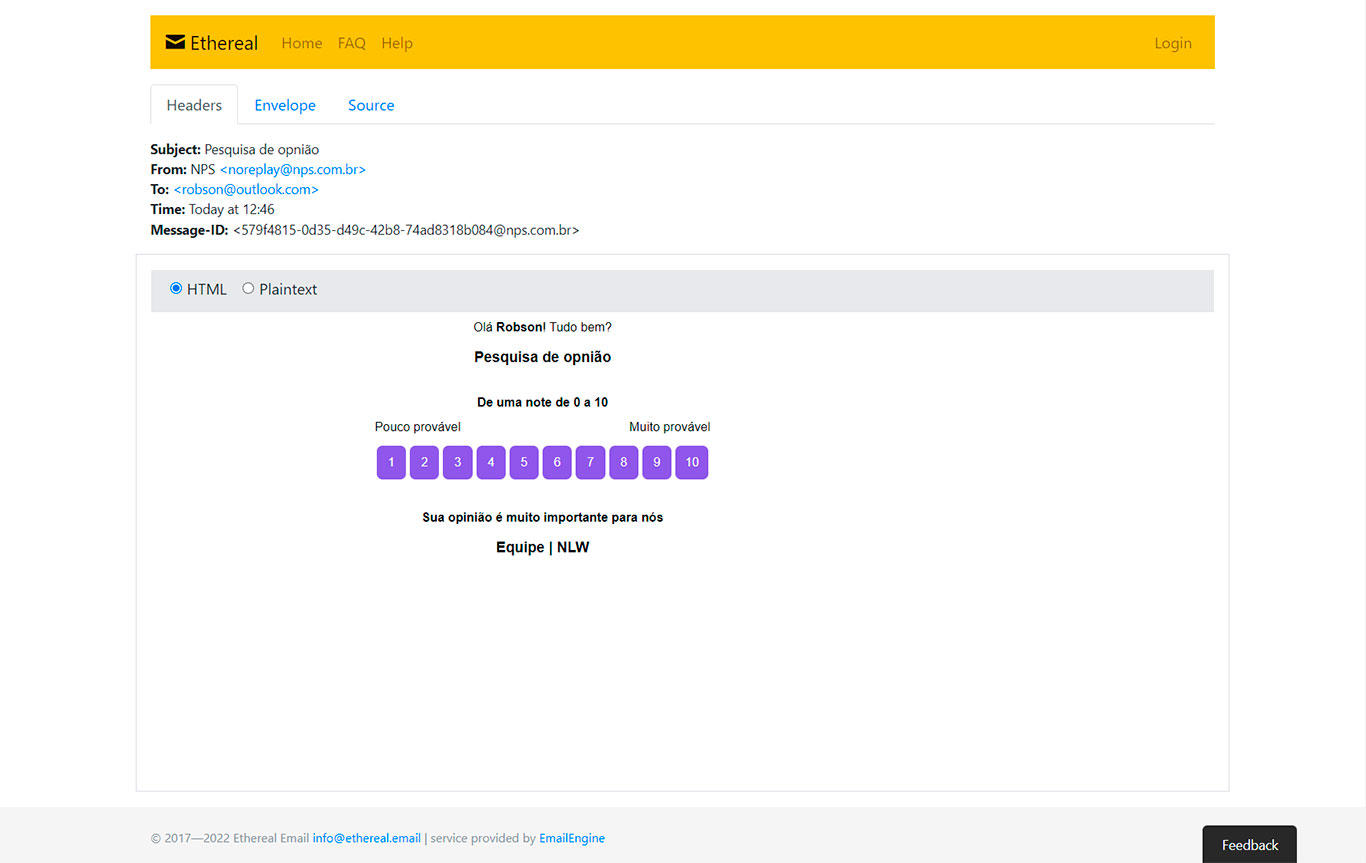 Ethereal Home FAQ Help Login
Headers Envelope Source
Subject: Pesquisa de opnião
From: NPS <noreplay@nps.com.br>
To: <robson@outlook.com>
Time: Today at 12:46
Message-ID: <579f4815-0d35-d49c-42b8-74ad8318b084@nps.com.br>
HTML Plaintext
Olá Robson! Tudo bem?
Pesquisa de opnião
De uma note de 0 a 10
Pouco provável Muito provável
1 2 3 4 5 6 7 8 9 10
Sua opinião é muito importante para nós
Equipe | NLW
© 2017—2022 Ethereal Email info@ethereal.email | service provided by EmailEngine
Feedback